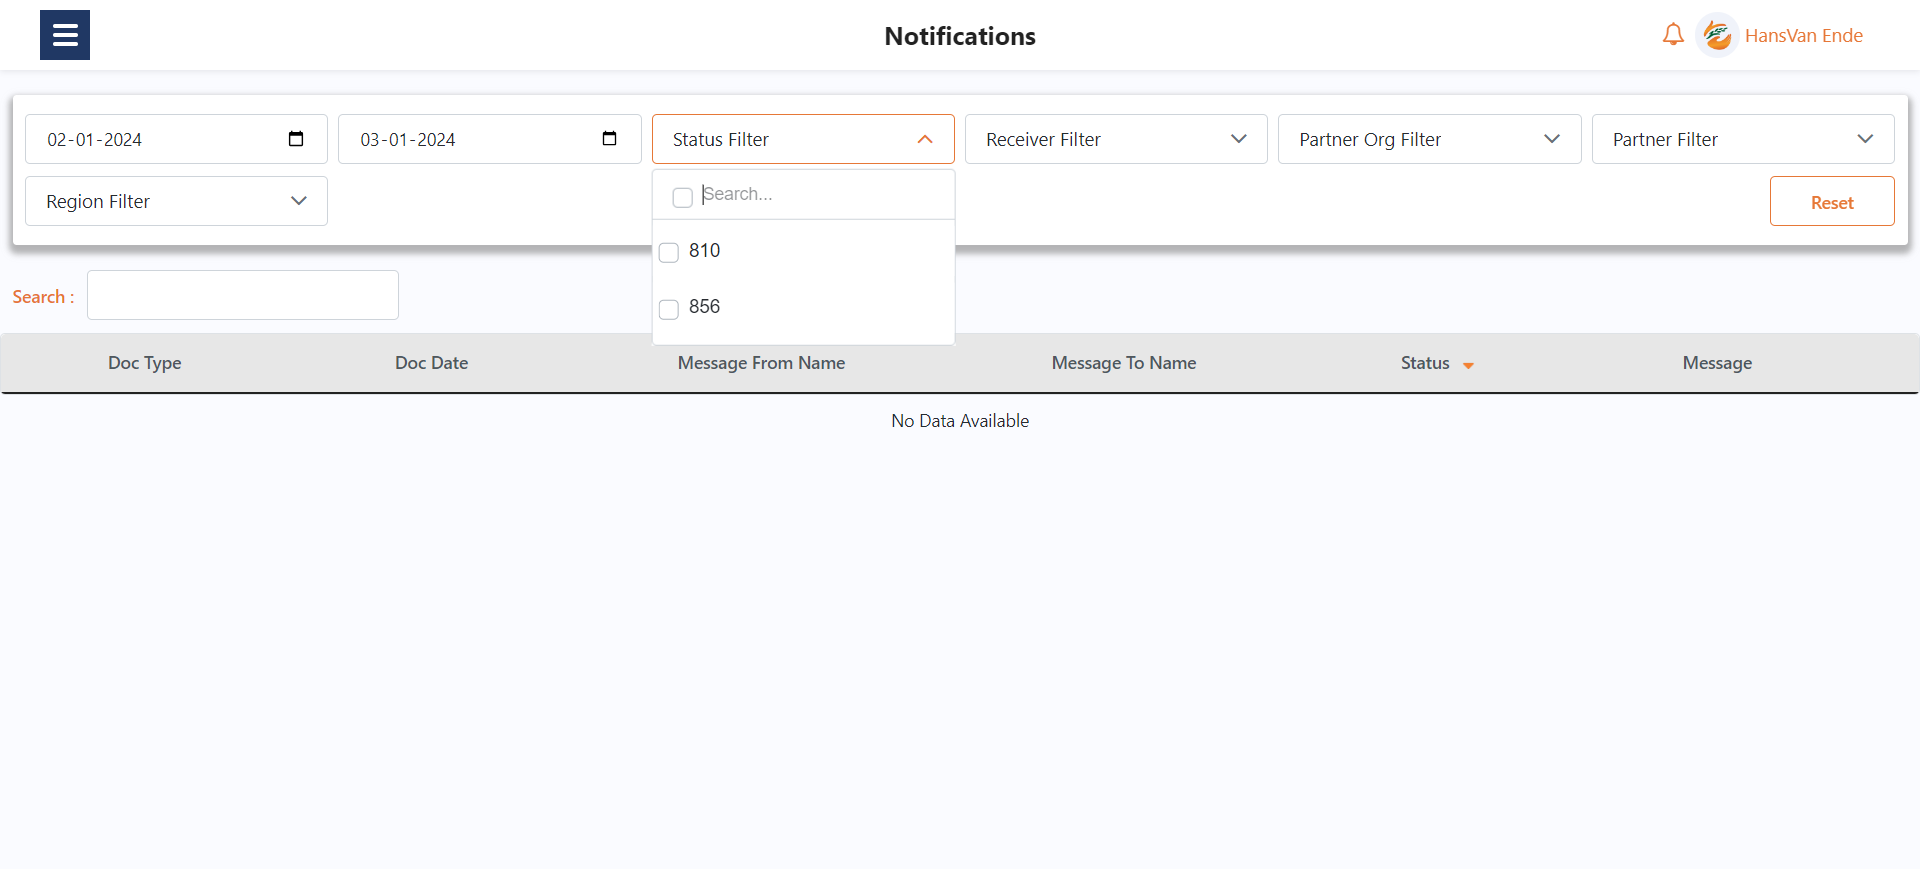 Notifications
HansVan Ende
02-01-2024
03-01-2024
Status Filter
Receiver Filter
Partner Org Filter
Partner Filter
Region Filter
Search...
Reset
810
856
Search :
Doc Type
Doc Date
Message From Name
Message To Name
Status
Message
No Data Available